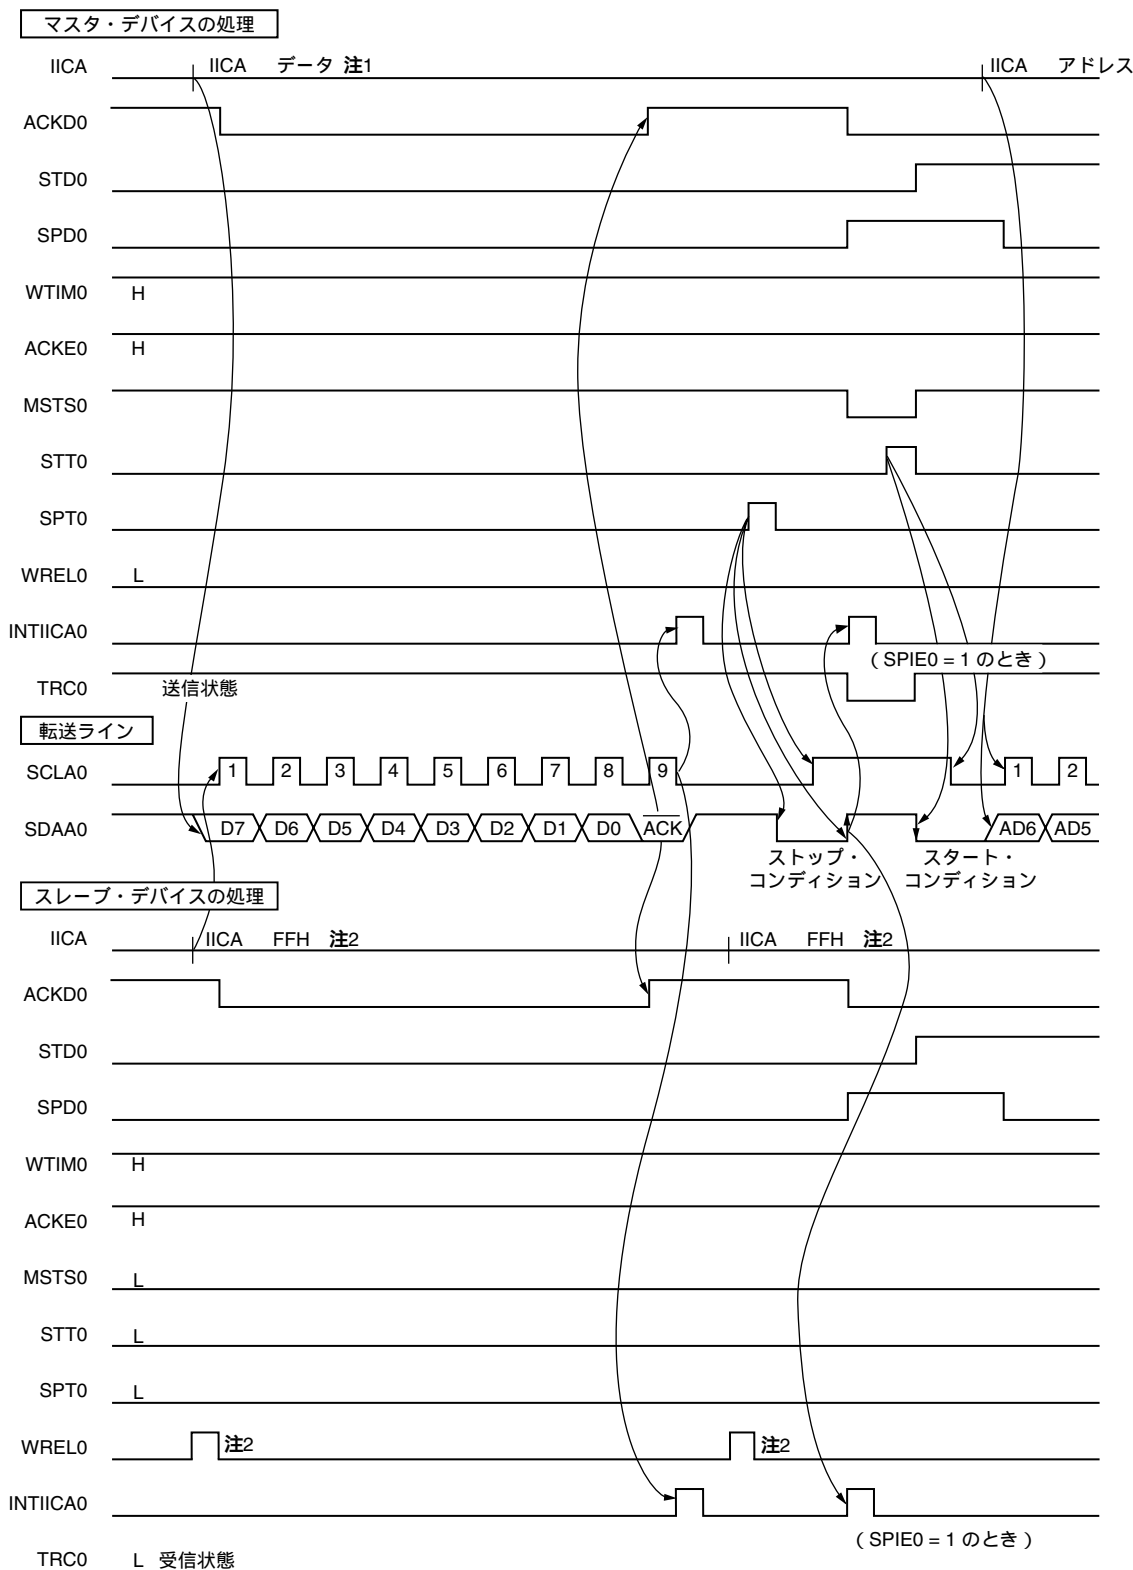 マスタ・デバイスの処理
IICA IICA データ 注1 IICA アドレス
ACKD0
STD0
SPD0
WTIM0 H
ACKE0 H
MSTS0
STT0
SPT0
WREL0 L
INTIICA0
(SPIE0 = 1 のとき)
TRC0 送信状態
転送ライン
SCLA0 1 2 3 4 5 6 7 8 9 1 2
SDAA0 D7 D6 D5 D4 D3 D2 D1 D0 ACK AD6 AD5
ストップ・ スタート・
コンディション コンディション
スレーブ・デバイスの処理
IICA IICA FFH 注2 IICA FFH 注2
ACKD0
STD0
SPD0
WTIM0 H
ACKE0 H
MSTS0 L
STT0 L
SPT0 L
WREL0 注2 注2
INTIICA0
(SPIE0 = 1 のとき)
TRC0 L 受信状態